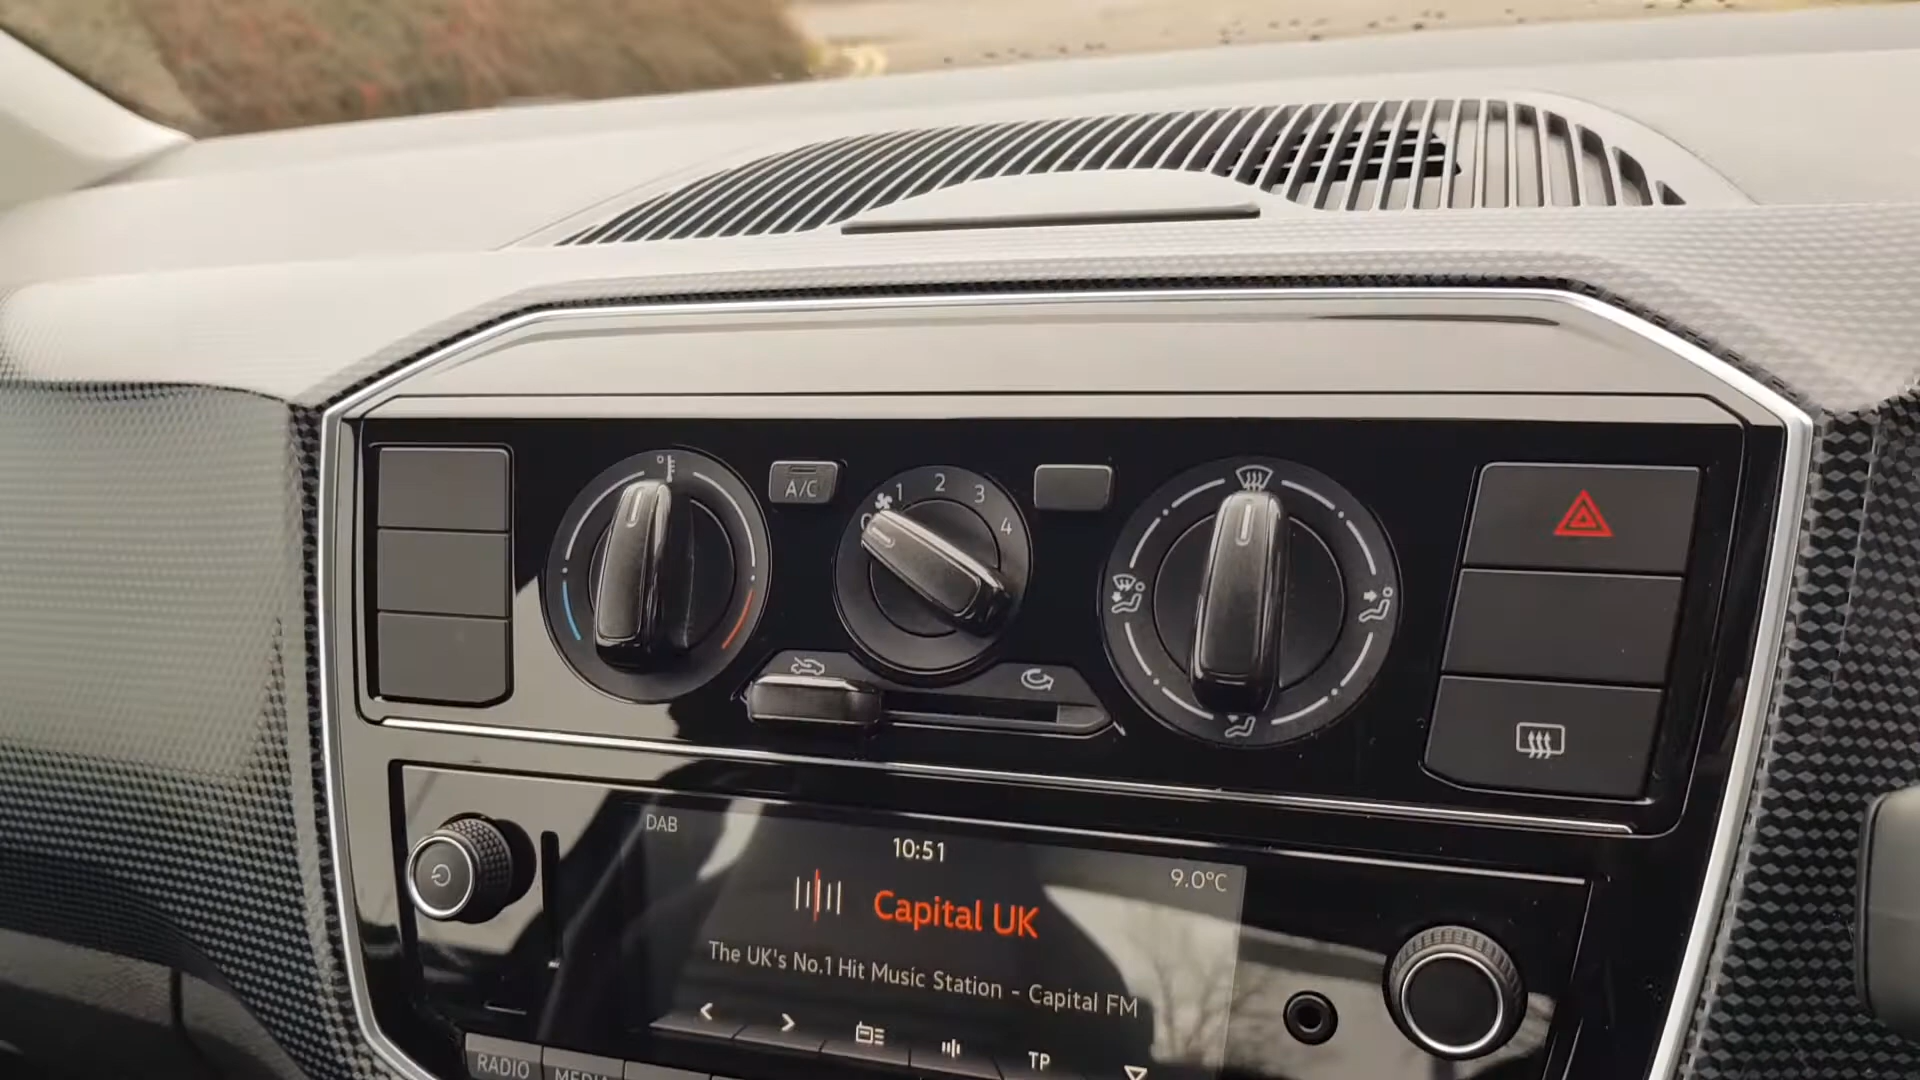 A/C
0 1 2 3 4
DAB
10:51
9.0°C
Capital UK
The UK's No.1 Hit Music Station - Capital FM
TP
RADIO